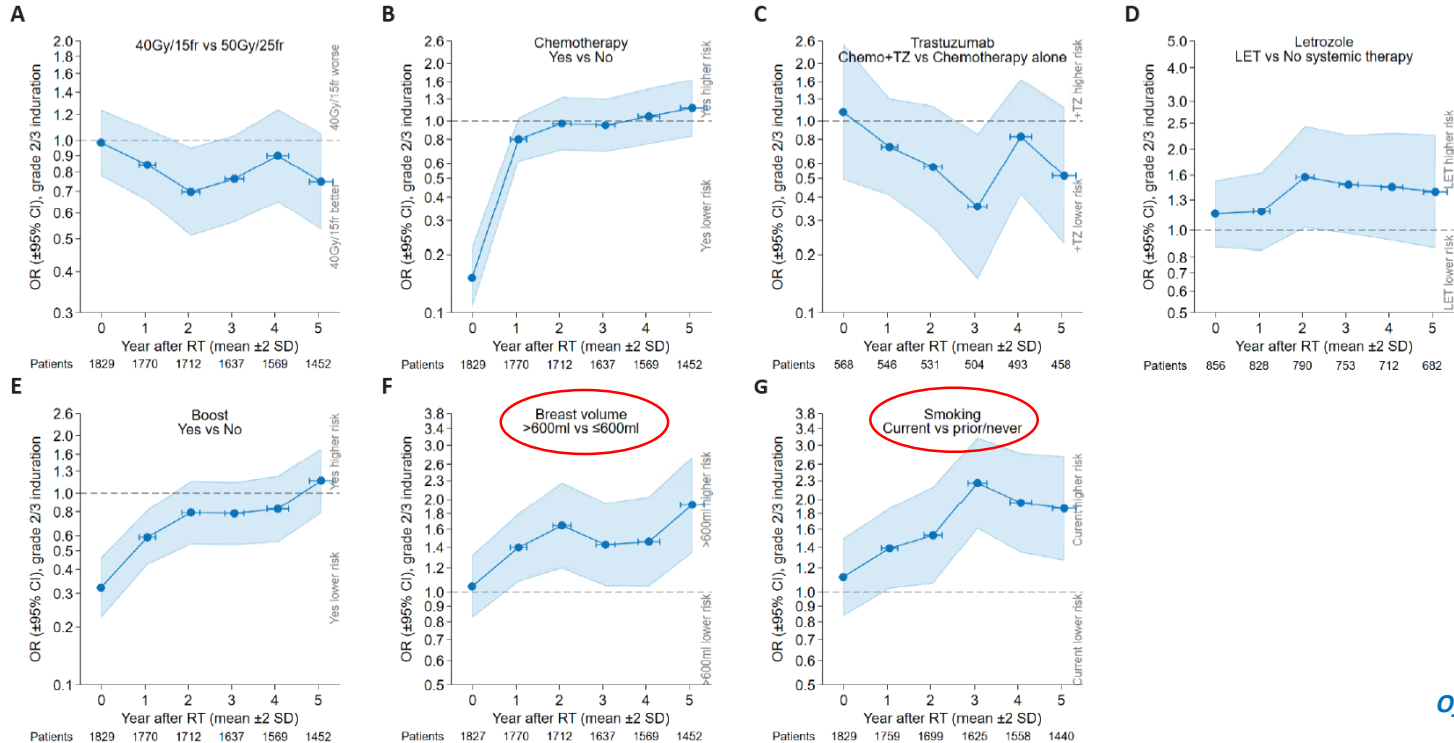 A
40Gy/15fr vs 50Gy/25fr
OR (±95% CI), grade 2/3 induration
2.0
1.8
1.6
1.4
1.2
1.0
0.9
0.8
0.7
0.6
0.5
0.4
0.3
40Gy/15fr worse
40Gy/15fr better
0 1 2 3 4 5
Year after RT (mean ±2 SD)
Patients 1829 1770 1712 1637 1569 1452
B
Chemotherapy
Yes vs No
OR (±95% CI), grade 2/3 induration
2.6
2.0
1.6
1.3
1.0
0.8
0.6
0.5
0.4
0.3
0.2
0.1
Yes higher risk
Yes lower risk
0 1 2 3 4 5
Year after RT (mean ±2 SD)
Patients 1829 1770 1712 1637 1569 1452
C
Trastuzumab
Chemo+TZ vs Chemotherapy alone
OR (±95% CI), grade 2/3 induration
2.6
2.0
1.6
1.3
1.0
0.8
0.6
0.5
0.4
0.3
0.2
0.1
+TZ higher risk
+TZ lower risk
0 1 2 3 4 5
Year after RT (mean ±2 SD)
Patients 568 546 531 504 493 458
D
Letrozole
LET vs No systemic therapy
OR (±95% CI), grade 2/3 induration
5.0
4.0
3.0
2.5
2.0
1.6
1.3
1.0
0.8
0.7
0.6
0.5
LET higher risk
LET lower risk
0 1 2 3 4 5
Year after RT (mean ±2 SD)
Patients 856 828 790 753 712 682
E
Boost
Yes vs No
OR (±95% CI), grade 2/3 induration
2.6
2.0
1.6
1.3
1.0
0.8
0.6
0.5
0.4
0.3
0.2
0.1
Yes higher risk
Yes lower risk
0 1 2 3 4 5
Year after RT (mean ±2 SD)
Patients 1829 1770 1712 1637 1569 1452
F
Breast volume
>600ml vs ≤600ml
OR (±95% CI), grade 2/3 induration
3.8
3.4
3.0
2.6
2.3
2.0
1.6
1.4
1.2
1.0
0.9
0.8
0.7
0.6
0.5
>600ml higher risk
>600ml lower risk
0 1 2 3 4 5
Year after RT (mean ±2 SD)
Patients 1827 1770 1712 1637 1569 1452
G
Smoking
Current vs prior/never
OR (±95% CI), grade 2/3 induration
3.8
3.4
3.0
2.6
2.3
2.0
1.6
1.4
1.2
1.0
0.9
0.8
0.7
0.6
0.5
Current higher risk
Current lower risk
0 1 2 3 4 5
Year after RT (mean ±2 SD)
Patients 1829 1759 1699 1625 1558 1440